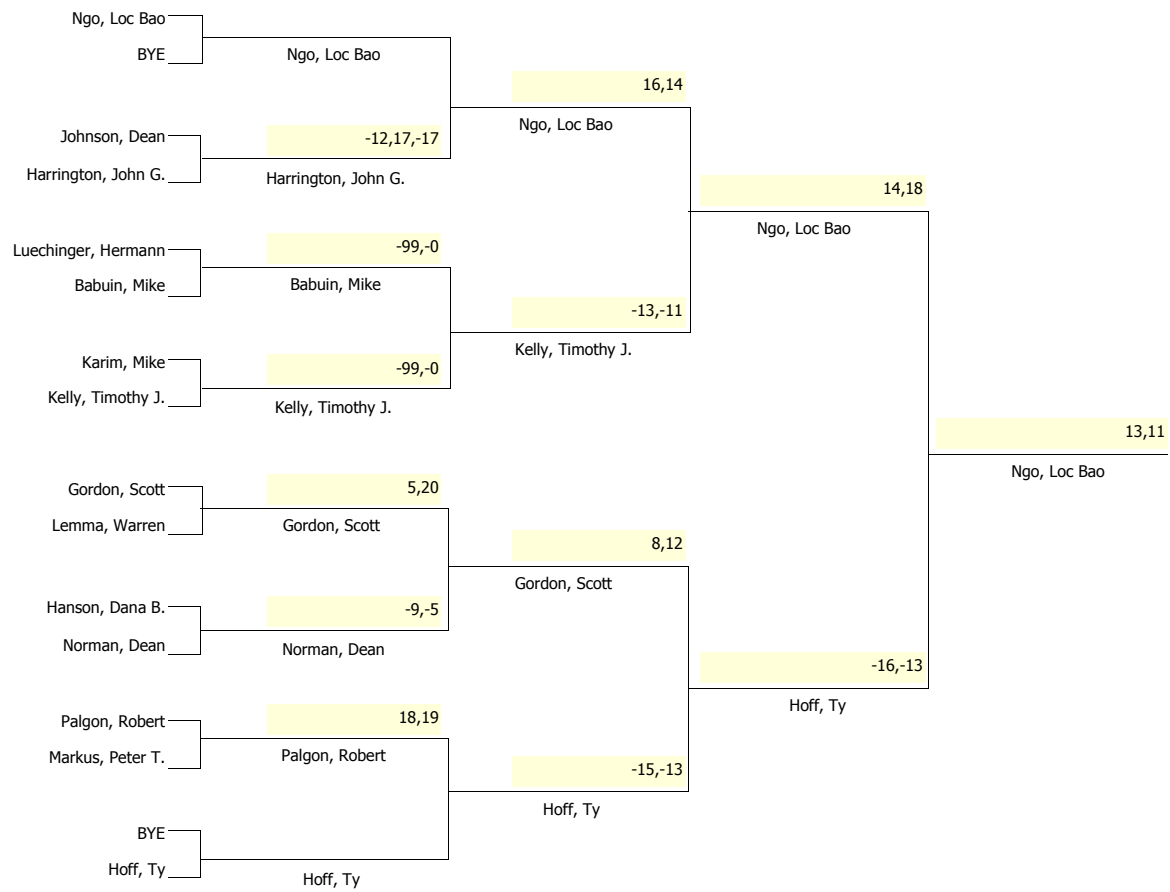 Ngo, Loc Bao
BYE
Ngo, Loc Bao
16,14
Ngo, Loc Bao
Johnson, Dean
-12,17,-17
Harrington, John G.
Harrington, John G.
14,18
Ngo, Loc Bao
Luechinger, Hermann
-99,-0
Babuin, Mike
Babuin, Mike
-13,-11
Kelly, Timothy J.
Karim, Mike
-99,-0
Kelly, Timothy J.
Kelly, Timothy J.
13,11
Ngo, Loc Bao
Gordon, Scott
5,20
Lemma, Warren
Gordon, Scott
8,12
Gordon, Scott
Hanson, Dana B.
-9,-5
Norman, Dean
Norman, Dean
-16,-13
Hoff, Ty
Palgon, Robert
18,19
Markus, Peter T.
Palgon, Robert
-15,-13
Hoff, Ty
BYE
Hoff, Ty
Hoff, Ty